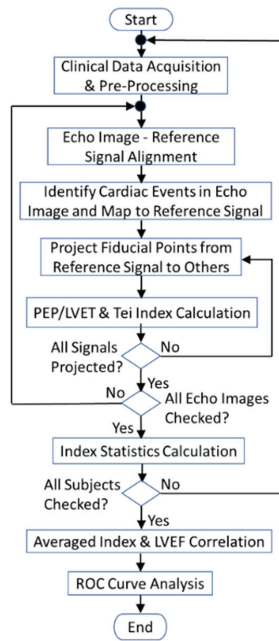 Start
Clinical Data Acquisition
& Pre-Processing
Echo Image - Reference
Signal Alignment
Identify Cardiac Events in Echo
Image and Map to Reference Signal
Project Fiducial Points from
Reference Signal to Others
PEP/LVET & Tei Index Calculation
All Signals
Projected?
No
Yes
No
All Echo Images
Checked?
Yes
Index Statistics Calculation
All Subjects
Checked?
No
Yes
Averaged Index & LVEF Correlation
ROC Curve Analysis
End